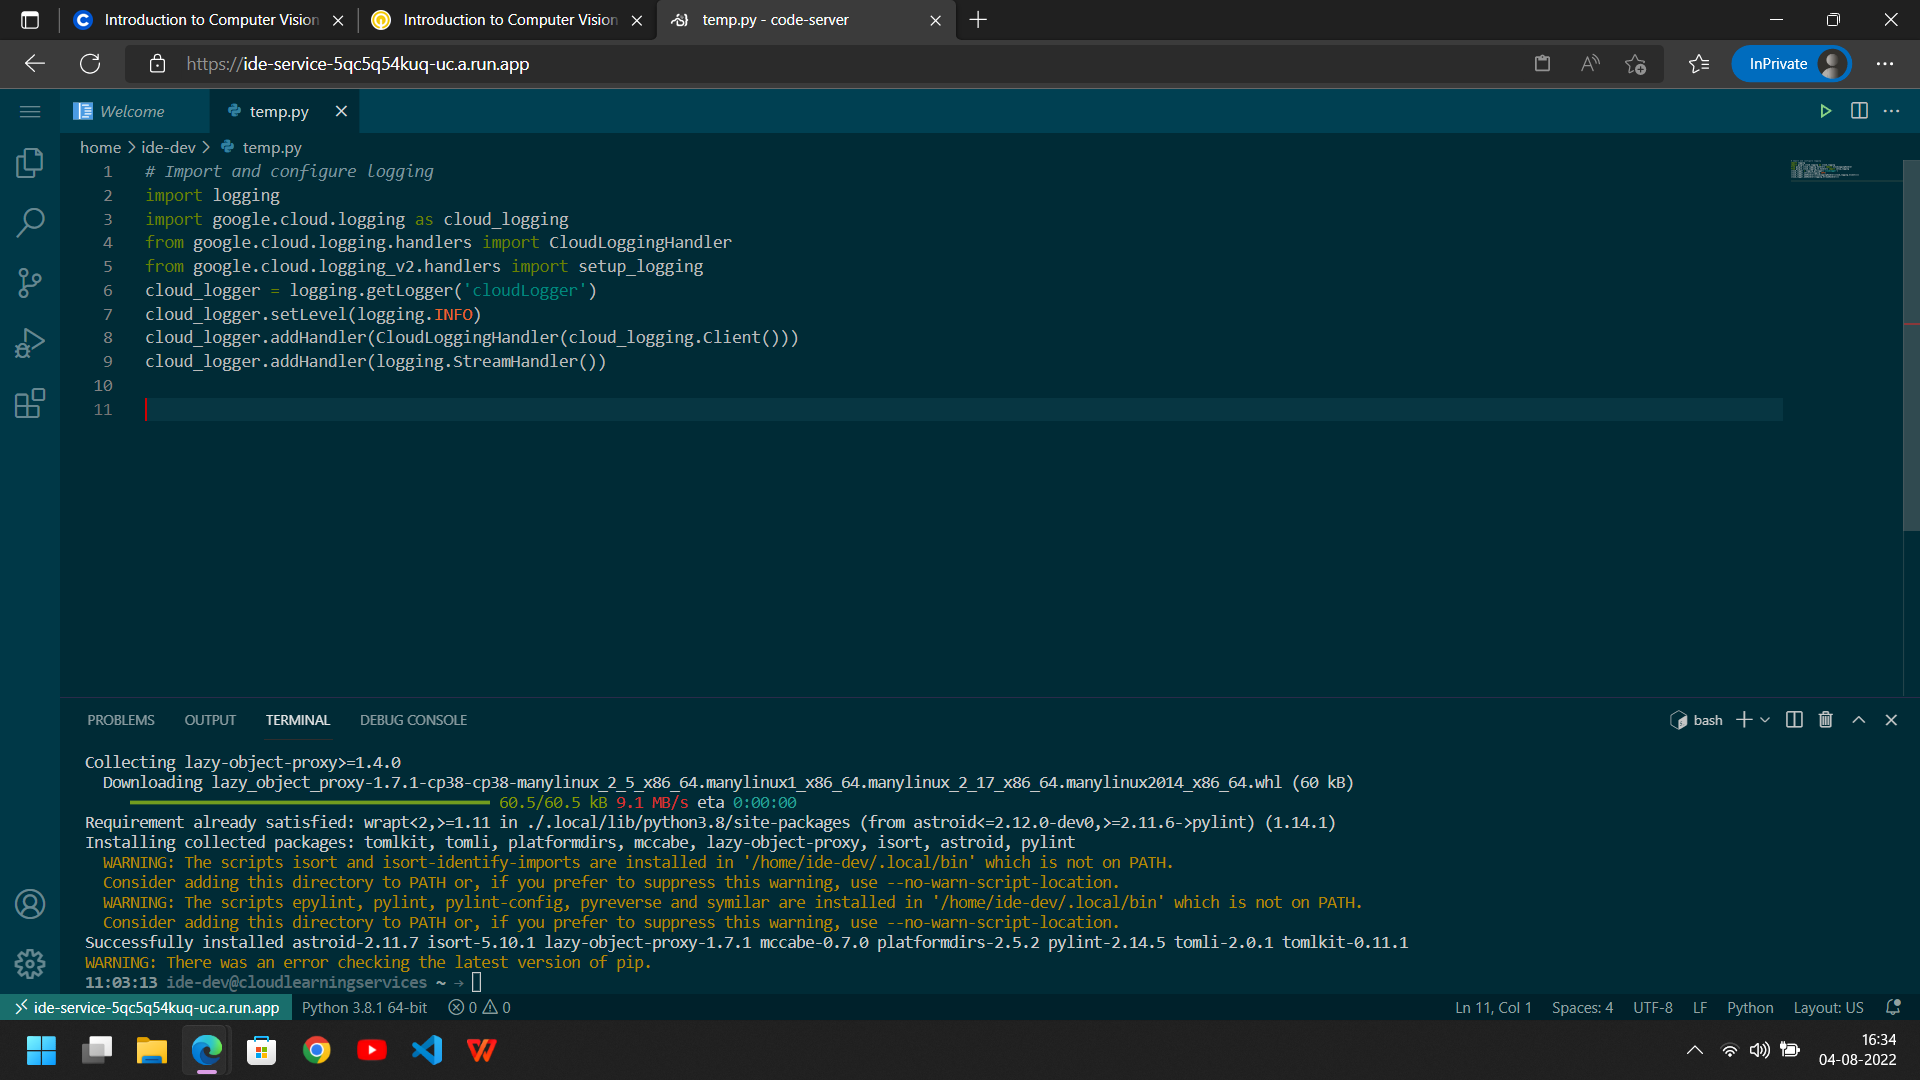 Introduction to Computer Vision
Introduction to Computer Vision
temp.py - code-server
https://ide-service-5qc5q54kuq-uc.a.run.app
InPrivate
Welcome
temp.py
home > ide-dev > temp.py
1 # Import and configure logging
2 import logging
3 import google.cloud.logging as cloud_logging
4 from google.cloud.logging.handlers import CloudLoggingHandler
5 from google.cloud.logging_v2.handlers import setup_logging
6 cloud_logger = logging.getLogger('cloudLogger')
7 cloud_logger.setLevel(logging.INFO)
8 cloud_logger.addHandler(CloudLoggingHandler(cloud_logging.Client()))
9 cloud_logger.addHandler(logging.StreamHandler())
10
11
PROBLEMS OUTPUT TERMINAL DEBUG CONSOLE bash
Collecting lazy-object-proxy>=1.4.0
Downloading lazy_object_proxy-1.7.1-cp38-cp38-manylinux_2_5_x86_64.manylinux1_x86_64.manylinux_2_17_x86_64.manylinux2014_x86_64.whl (60 kB)
60.5/60.5 kB 9.1 MB/s eta 0:00:00
Requirement already satisfied: wrapt<2,>=1.11 in ./.local/lib/python3.8/site-packages (from astroid<=2.12.0-dev0,>=2.11.6->pylint) (1.14.1)
Installing collected packages: tomlkit, tomli, platformdirs, mccabe, lazy-object-proxy, isort, astroid, pylint
WARNING: The scripts isort and isort-identify-imports are installed in '/home/ide-dev/.local/bin' which is not on PATH.
Consider adding this directory to PATH or, if you prefer to suppress this warning, use --no-warn-script-location.
WARNING: The scripts epylint, pylint, pylint-config, pyreverse and symilar are installed in '/home/ide-dev/.local/bin' which is not on PATH.
Consider adding this directory to PATH or, if you prefer to suppress this warning, use --no-warn-script-location.
Successfully installed astroid-2.11.7 isort-5.10.1 lazy-object-proxy-1.7.1 mccabe-0.7.0 platformdirs-2.5.2 pylint-2.14.5 tomli-2.0.1 tomlkit-0.11.1
WARNING: There was an error checking the latest version of pip.
11:03:13 ide-dev@cloudlearningservices ~ →
ide-service-5qc5q54kuq-uc.a.run.app Python 3.8.1 64-bit 0 0 Ln 11, Col 1 Spaces: 4 UTF-8 LF Python Layout: US
16:34
04-08-2022